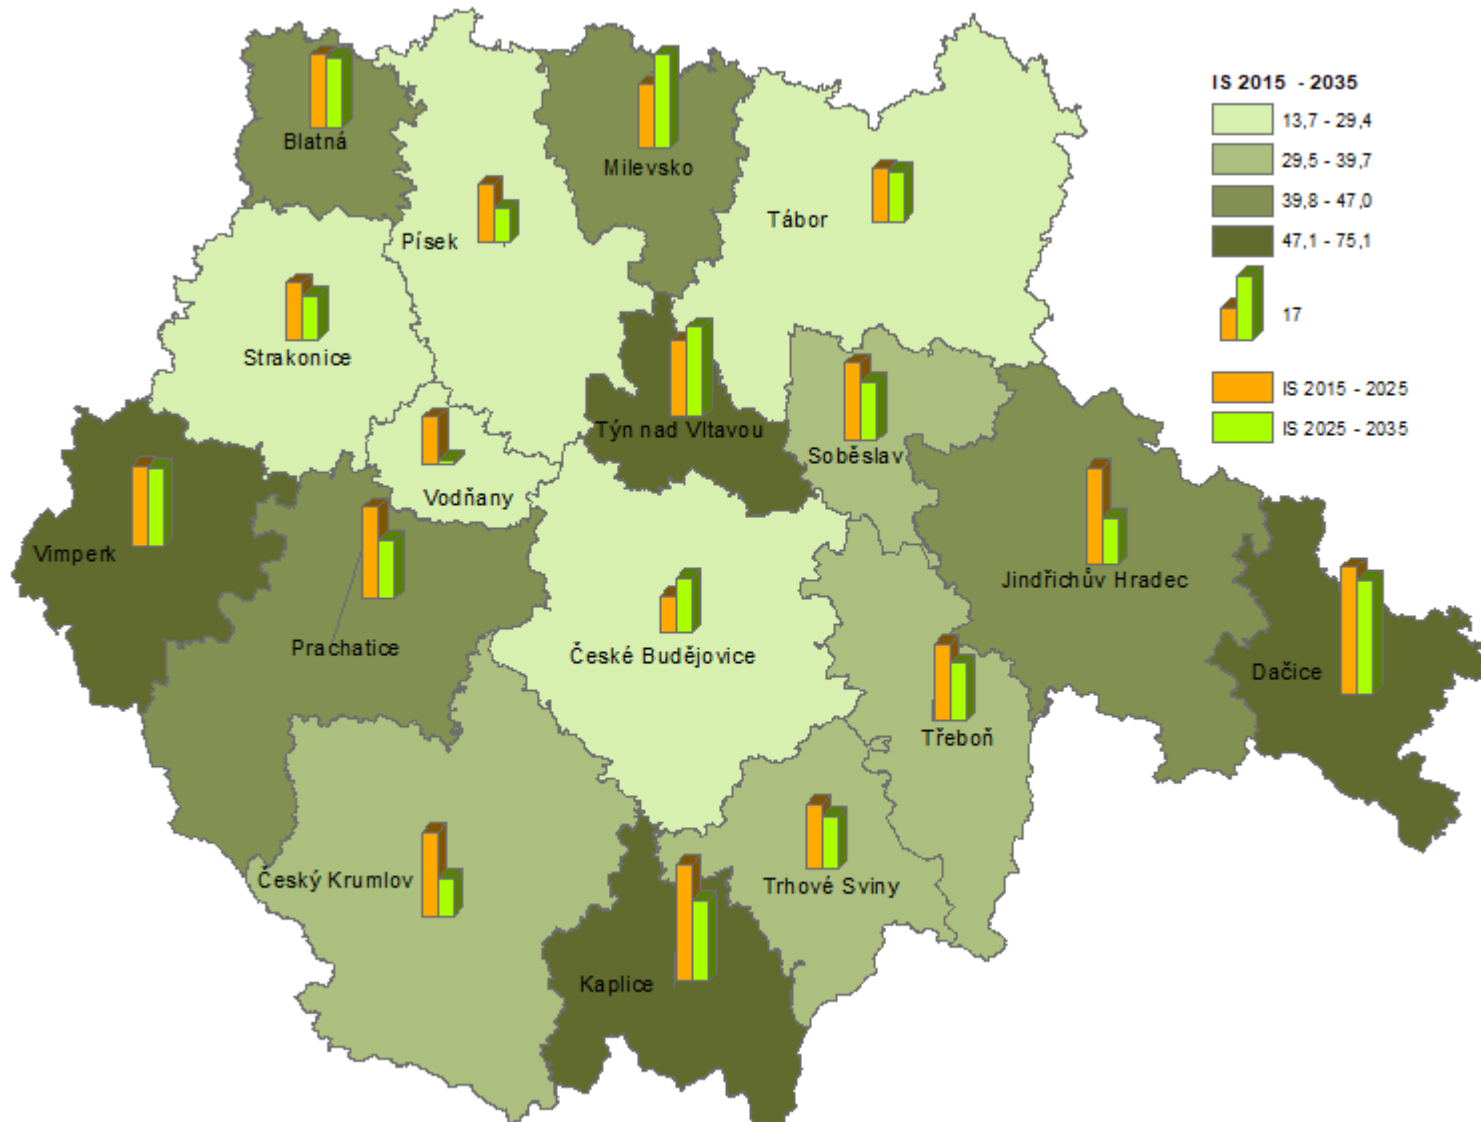 IS 2015 - 2035
13,7 - 29,4
29,5 - 39,7
39,8 - 47,0
47,1 - 75,1
17
IS 2015 - 2025
IS 2025 - 2035
Blatná
Milevsko
Tábor
Písek
Strakonice
Týn nad Vltavou
Soběslav
Vodňany
Vimperk
Jindřichův Hradec
Prachatice
České Budějovice
Dačice
Třeboň
Český Krumlov
Trhové Sviny
Kaplice